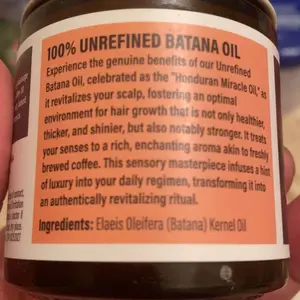 100% UNREFINED BATANA OIL
Experience the genuine benefits of our Unrefined
Batana Oil, celebrated as the "Honduran Miracle Oil," as
it revitalizes your scalp, fostering an optimal
environment for hair growth that is not only healthier,
thicker, and shinier, but also notably stronger. It treats
your senses to a rich, enchanting aroma akin to freshly
brewed coffee. This sensory masterpiece infuses a hint
of luxury into your daily regimen, transforming it into
an authentically revitalizing ritual.
Ingredients: Elaeis Oleifera (Batana) Kernel Oil